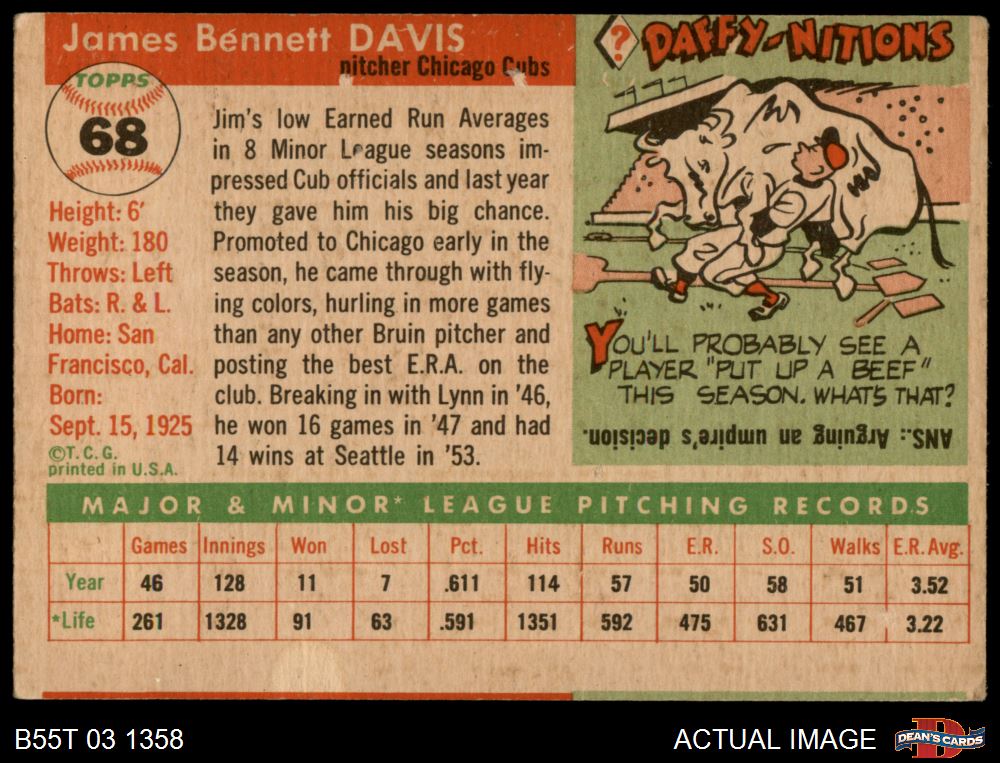 James Bennett DAVIS
pitcher Chicago Cubs
TOPPS
68
Height: 6′
Weight: 180
Throws: Left
Bats: R. & L.
Home: San
Francisco, Cal.
Born:
Sept. 15, 1925
©T. C. G.
printed in U.S.A.
Jim's low Earned Run Averages
in 8 Minor League seasons im-
pressed Cub officials and last year
they gave him his big chance.
Promoted to Chicago early in the
season, he came through with fly-
ing colors, hurling in more games
than any other Bruin pitcher and
posting the best E.R.A. on the
club. Breaking in with Lynn in '46,
he won 16 games in '47 and had
14 wins at Seattle in '53.
?
DAFFY-NITIONS
YOU'LL PROBABLY SEE A
PLAYER "PUT UP A BEEF"
THIS SEASON. WHAT'S THAT?
ANS.: Arguing an umpire's decision.
MAJOR & MINOR* LEAGUE PITCHING RECORDS
Games Innings Won Lost Pct. Hits Runs E.R. S.O. Walks E.R. Avg.
Year 46 128 11 7 .611 114 57 50 58 51 3.52
*Life 261 1328 91 63 .591 1351 592 475 631 467 3.22
B55T 03 1358
ACTUAL IMAGE
DEAN'S CARDS